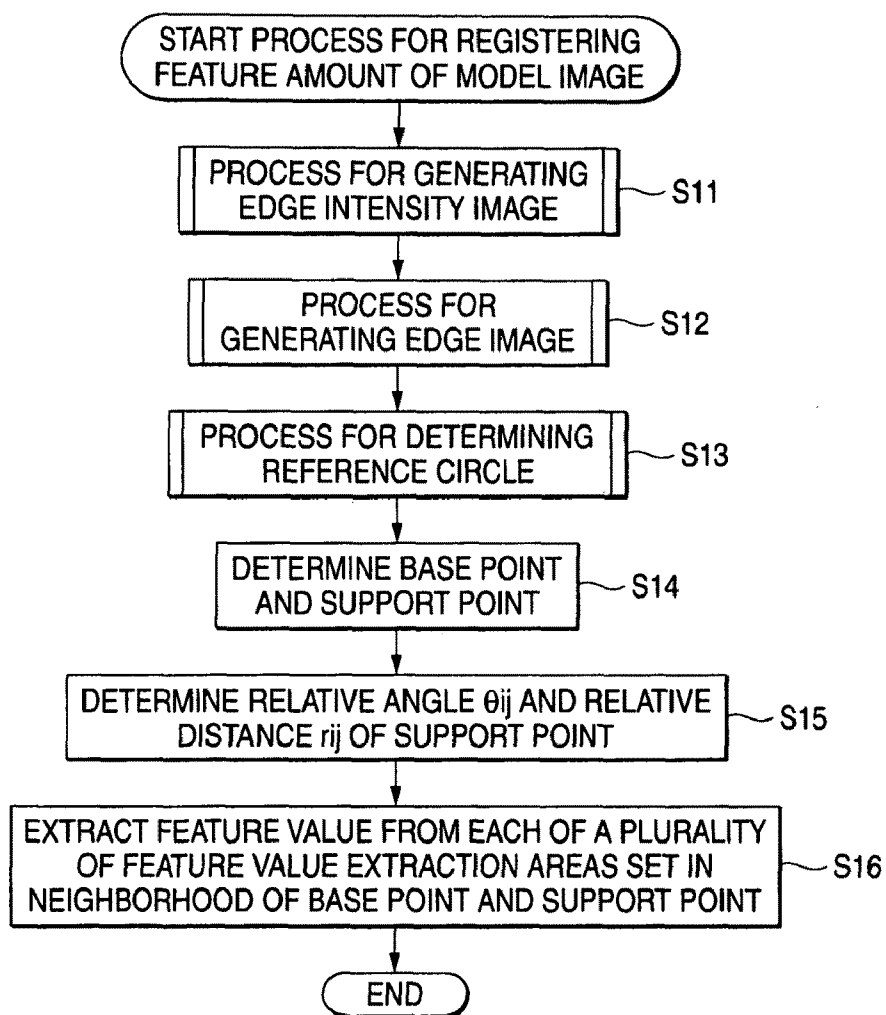 START PROCESS FOR REGISTERING
FEATURE AMOUNT OF MODEL IMAGE
PROCESS FOR GENERATING
EDGE INTENSITY IMAGE
S11
PROCESS FOR
GENERATING EDGE IMAGE
S12
PROCESS FOR DETERMINING
REFERENCE CIRCLE
S13
DETERMINE BASE POINT
AND SUPPORT POINT
S14
DETERMINE RELATIVE ANGLE θij AND RELATIVE
DISTANCE rij OF SUPPORT POINT
S15
EXTRACT FEATURE VALUE FROM EACH OF A PLURALITY
OF FEATURE VALUE EXTRACTION AREAS SET IN
NEIGHBORHOOD OF BASE POINT AND SUPPORT POINT
S16
END